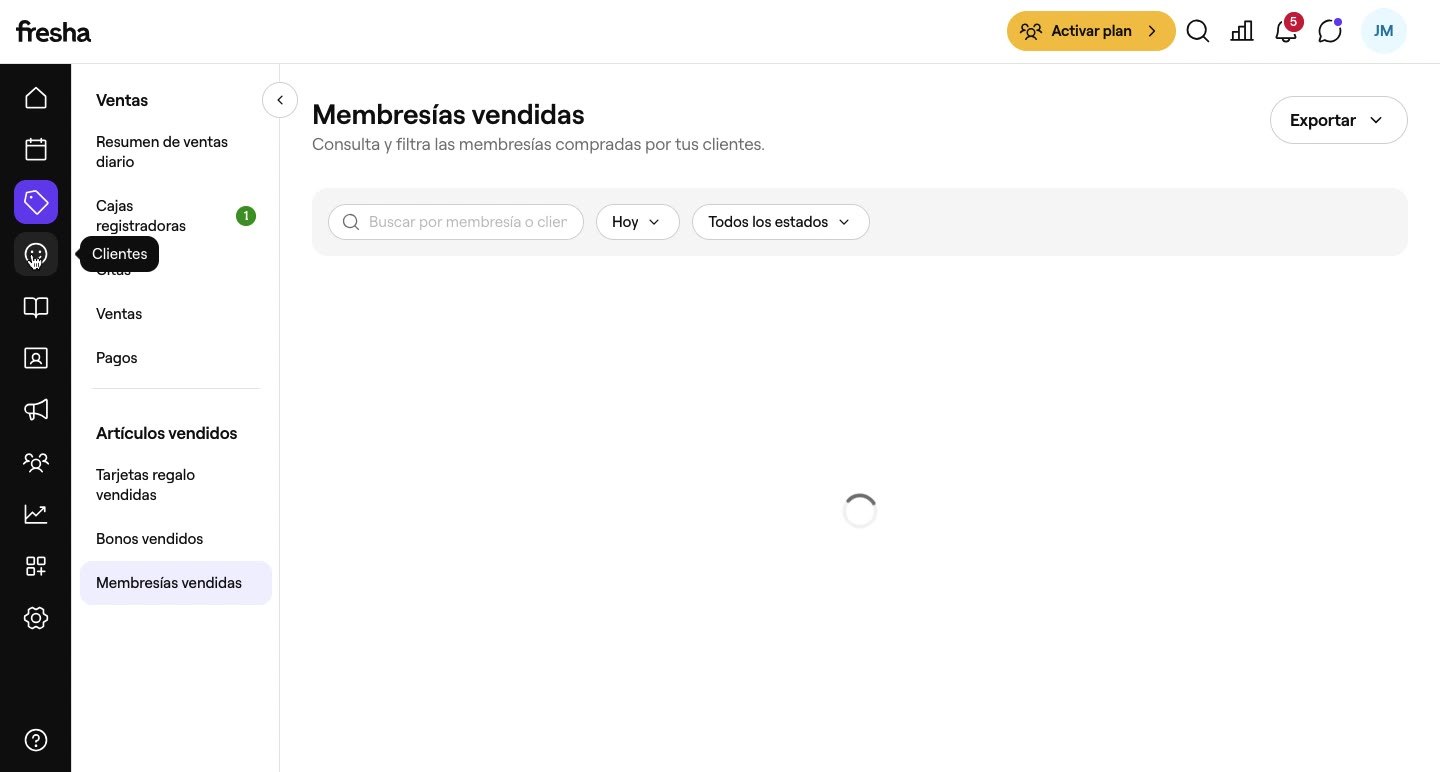 fresha
Activar plan
5
JM
Ventas
Resumen de ventas
diario
Cajas
registradoras
1
Clientes
Citas
Ventas
Pagos
Artículos vendidos
Tarjetas regalo
vendidas
Bonos vendidos
Membresías vendidas
Membresías vendidas
Consulta y filtra las membresías compradas por tus clientes.
Exportar
Buscar por membresía o clien
Hoy
Todos los estados